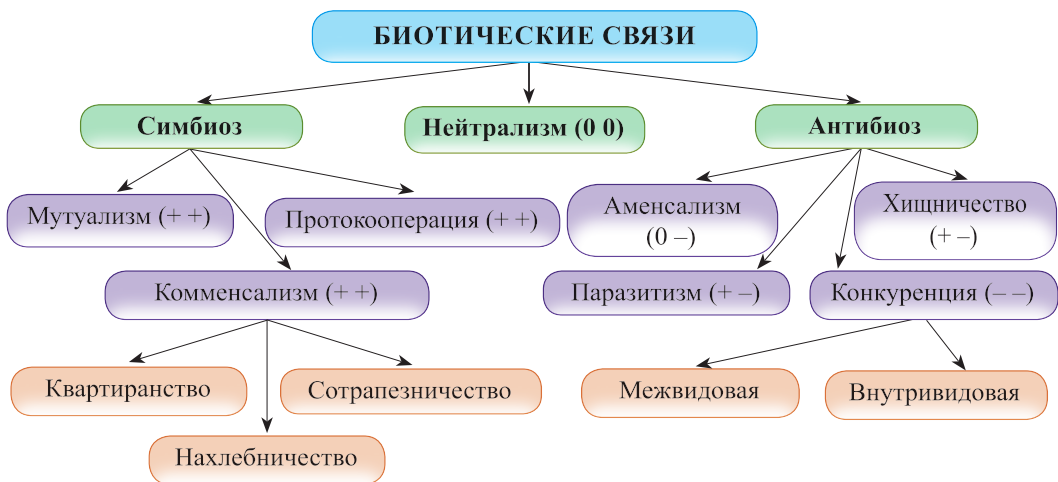 БИОТИЧЕСКИЕ СВЯЗИ
Симбиоз
Нейтрализм (0 0)
Антибиоз
Мутуализм (+ +)
Протокооперация (+ +)
Аменсализм
(0 –)
Хищничество
(+ –)
Комменсализм (+ +)
Паразитизм (+ –)
Конкуренция (– –)
Квартиранство
Сотрапезничество
Межвидовая
Внутривидовая
Нахлебничество